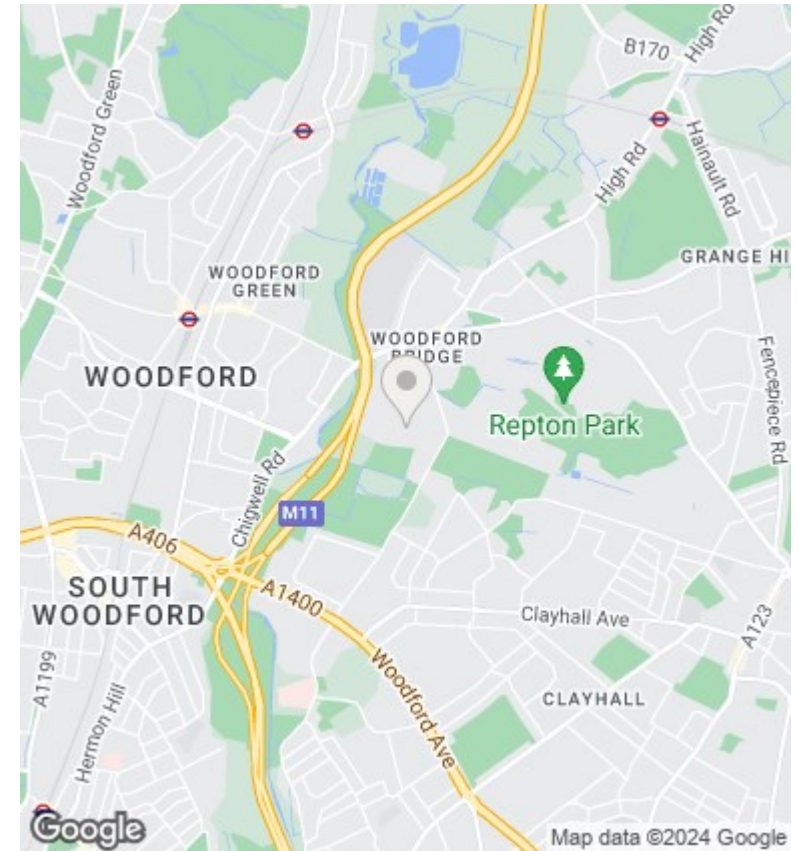 B170
High Rd
Woodford Green
High Rd
Hainault Rd
WOODFORD
GREEN
GRANGE HI
WOODFORD
BRIDGE
WOODFORD
Repton Park
Fencepiece Rd
Chigwell Rd
M11
A406
SOUTH
WOODFORD
A1400
Clayhall Ave
A123
A1199
Woodford Ave
Hermon Hill
CLAYHALL
Google
Map data ©2024 Google